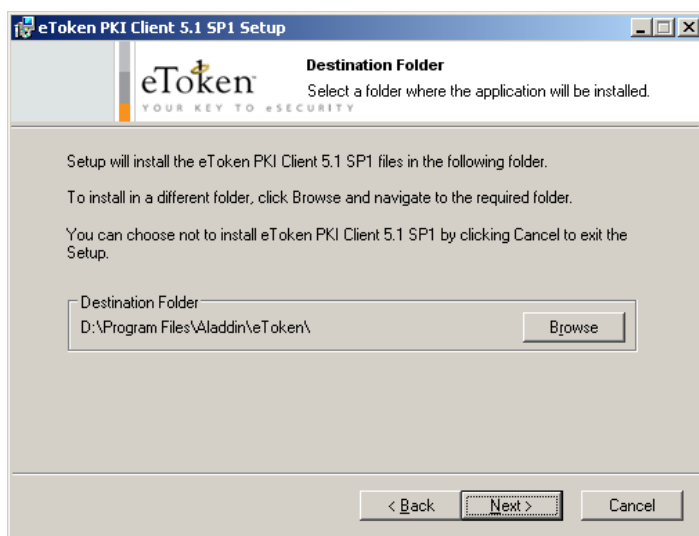 eToken PKI Client 5.1 SP1 Setup
eToken
YOUR KEY TO eSECURITY
Destination Folder
Select a folder where the application will be installed.
Setup will install the eToken PKI Client 5.1 SP1 files in the following folder.
To install in a different folder, click Browse and navigate to the required folder.
You can choose not to install eToken PKI Client 5.1 SP1 by clicking Cancel to exit the
Setup.
Destination Folder
D:\Program Files\Aladdin\eToken\
Browse
< Back
Next >
Cancel